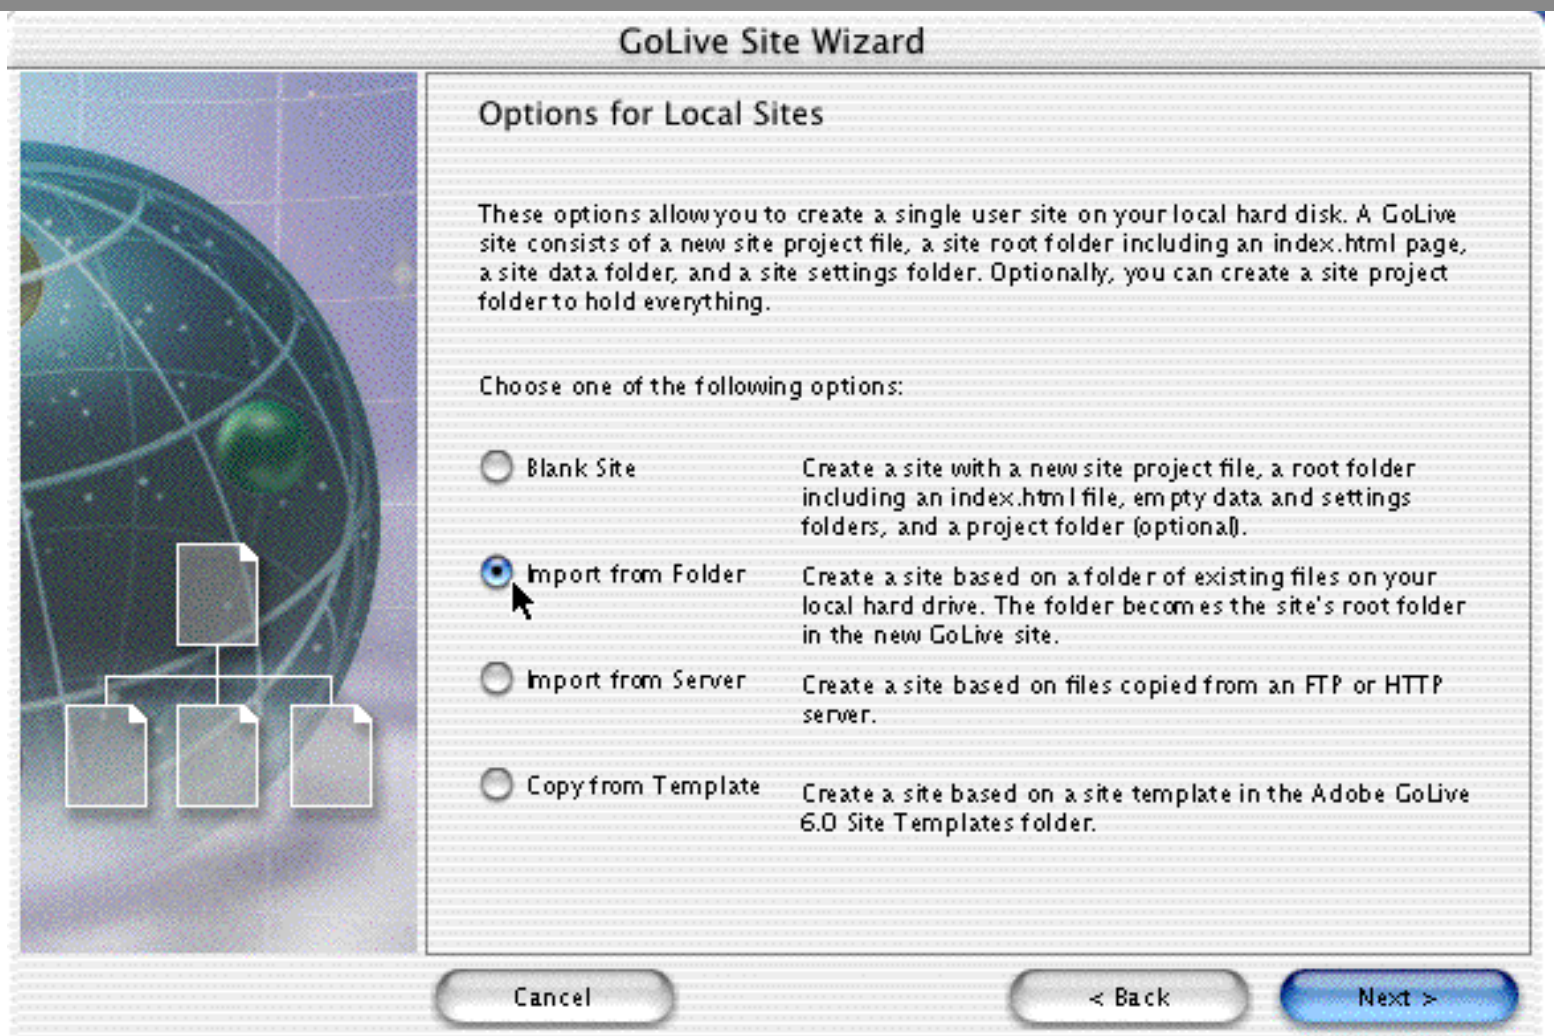 GoLive Site Wizard
Options for Local Sites
These options allow you to create a single user site on your local hard disk. A GoLive
site consists of a new site project file, a site root folder including an index.html page,
a site data folder, and a site settings folder. Optionally, you can create a site project
folder to hold everything.
Choose one of the following options:
Blank Site
Create a site with a new site project file, a root folder
including an index.html file, empty data and settings
folders, and a project folder (optional).
Import from Folder
Create a site based on a folder of existing files on your
local hard drive. The folder becomes the site's root folder
in the new GoLive site.
Import from Server
Create a site based on files copied from an FTP or HTTP
server.
Copy from Template
Create a site based on a site template in the Adobe GoLive
6.0 Site Templates folder.
Cancel
< Back
Next >